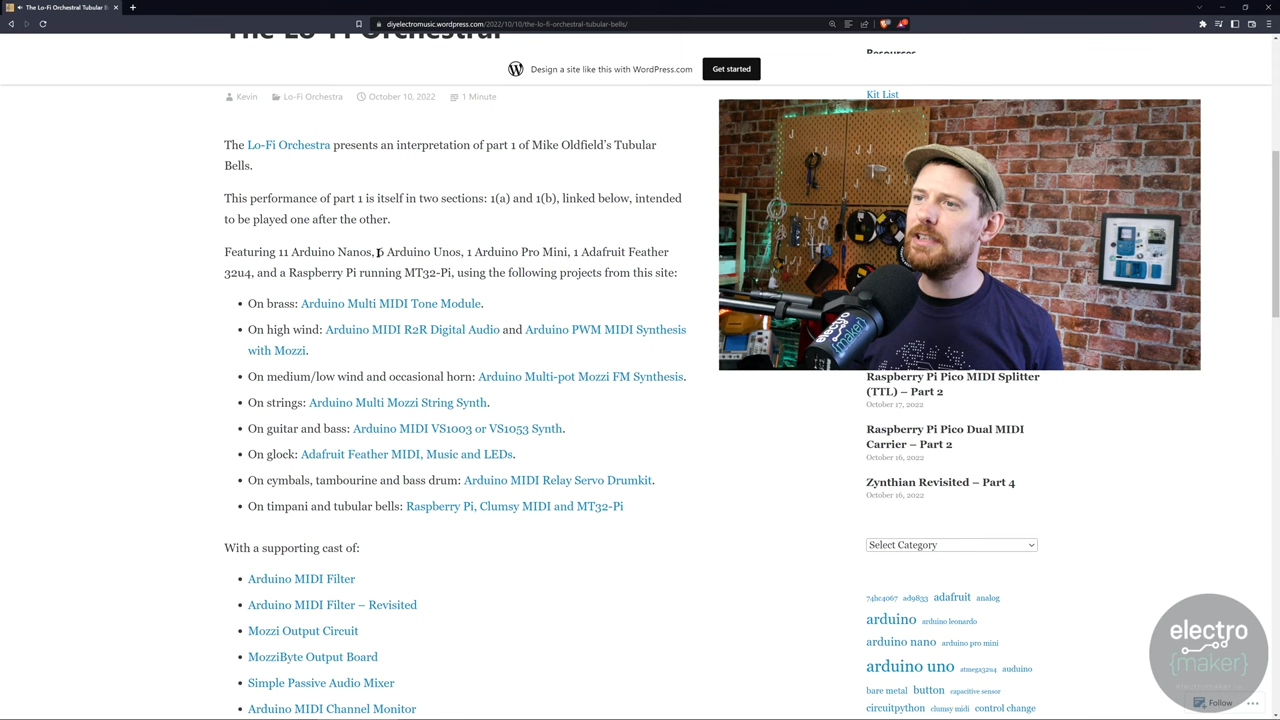 The Lo-Fi Orchestral Tubular Be
diyelectromusic.wordpress.com/2022/10/10/the-lo-fi-orchestral-tubular-bells/
The Lo-Fi Orchestral
Design a site like this with WordPress.com
Get started
Kevin
Lo-Fi Orchestra
October 10, 2022
1 Minute
The Lo-Fi Orchestra presents an interpretation of part 1 of Mike Oldfield's Tubular
Bells.
This performance of part 1 is itself in two sections: 1(a) and 1(b), linked below, intended
to be played one after the other.
Featuring 11 Arduino Nanos, Arduino Unos, 1 Arduino Pro Mini, 1 Adafruit Feather
32u4, and a Raspberry Pi running MT32-Pi, using the following projects from this site:
• On brass: Arduino Multi MIDI Tone Module.
• On high wind: Arduino MIDI R2R Digital Audio and Arduino PWM MIDI Synthesis
with Mozzi.
• On medium/low wind and occasional horn: Arduino Multi-pot Mozzi FM Synthesis.
• On strings: Arduino Multi Mozzi String Synth.
• On guitar and bass: Arduino MIDI VS1003 or VS1053 Synth.
• On glock: Adafruit Feather MIDI, Music and LEDs.
• On cymbals, tambourine and bass drum: Arduino MIDI Relay Servo Drumkit.
• On timpani and tubular bells: Raspberry Pi, Clumsy MIDI and MT32-Pi
With a supporting cast of:
• Arduino MIDI Filter
• Arduino MIDI Filter – Revisited
• Mozzi Output Circuit
• MozziByte Output Board
• Simple Passive Audio Mixer
• Arduino MIDI Channel Monitor
Resources
Kit List
electro
maker
Raspberry Pi Pico MIDI Splitter
(TTL) – Part 2
October 17, 2022
Raspberry Pi Pico Dual MIDI
Carrier – Part 2
October 16, 2022
Zynthian Revisited – Part 4
October 16, 2022
Select Category
74hc4067 ad9833 adafruit analog
arduino arduino leonardo
arduino nano arduino pro mini
arduino uno atmega32u4 auduino
bare metal button capacitive sensor
circuitpython clumsy midi control change
electro
{maker}
Follow